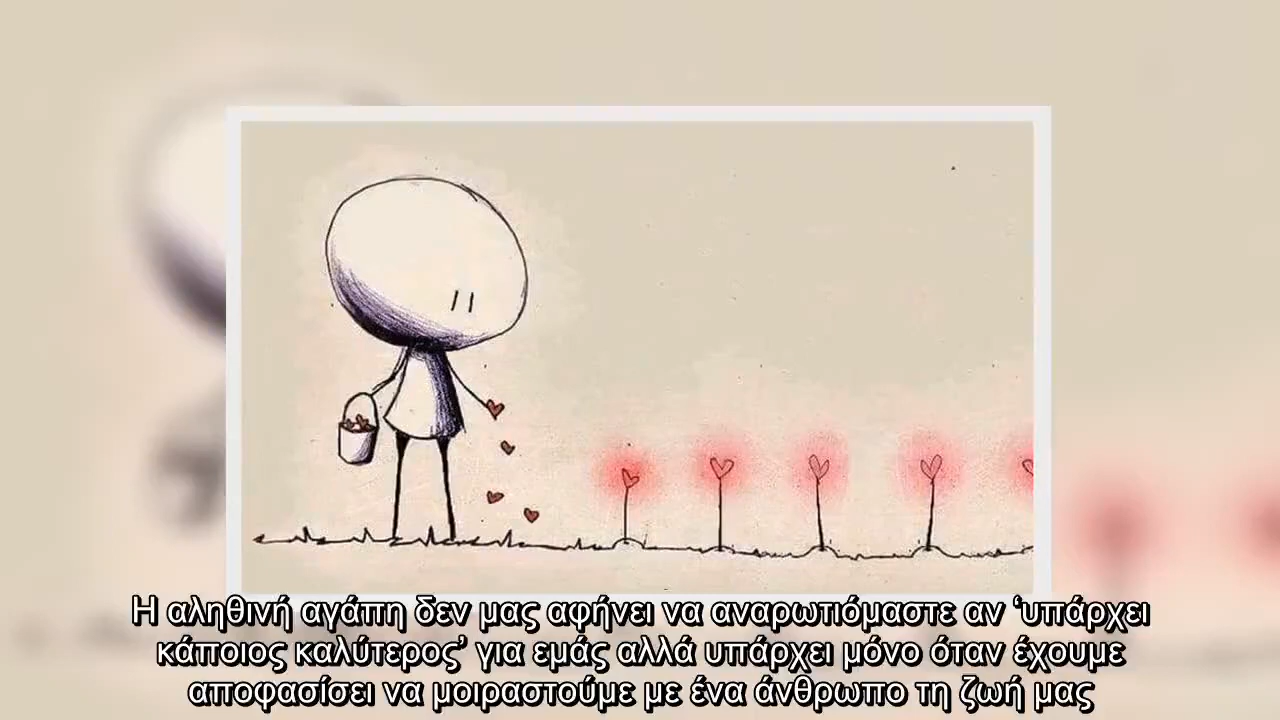 Η αληθινή αγάπη δεν μας αφήνει να αναρωτιόμαστε αν ‘υπάρχει
κάποιος καλύτερος’ για εμάς αλλά υπάρχει μόνο όταν έχουμε
αποφασίσει να μοιραστούμε με ένα άνθρωπο τη ζωή μας